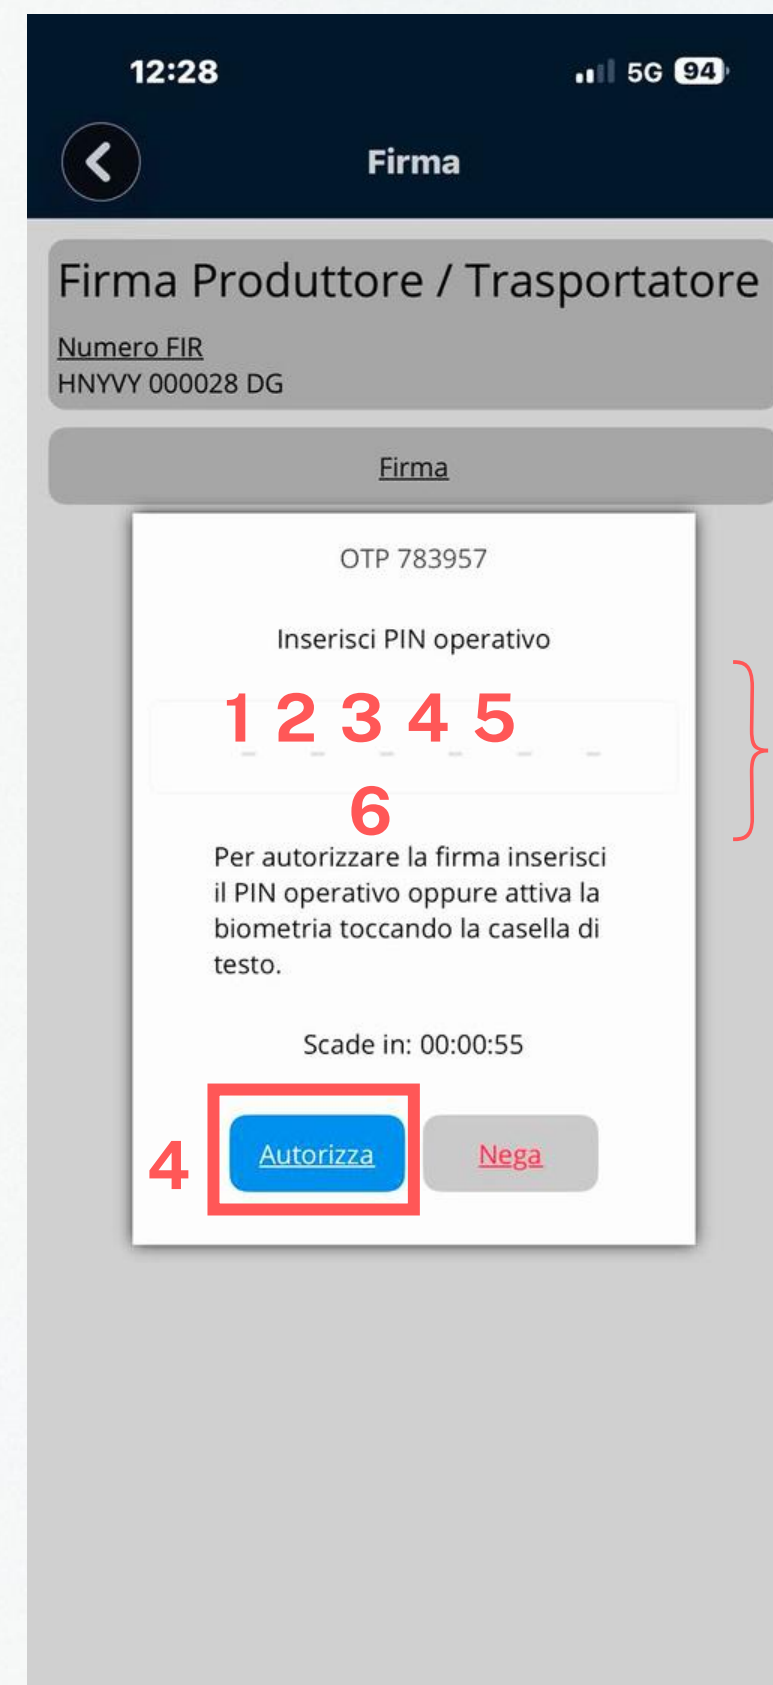 12:28
5G 94
Firma
Firma Produttore / Trasportatore
Numero FIR
HNYVY 000028 DG
Firma
OTP 783957
Inserisci PIN operativo
1 2 3 4 5
_ _ _ _ _ _
6
Per autorizzare la firma inserisci
il PIN operativo oppure attiva la
biometria toccando la casella di
testo.
Scade in: 00:00:55
4 Autorizza Nega